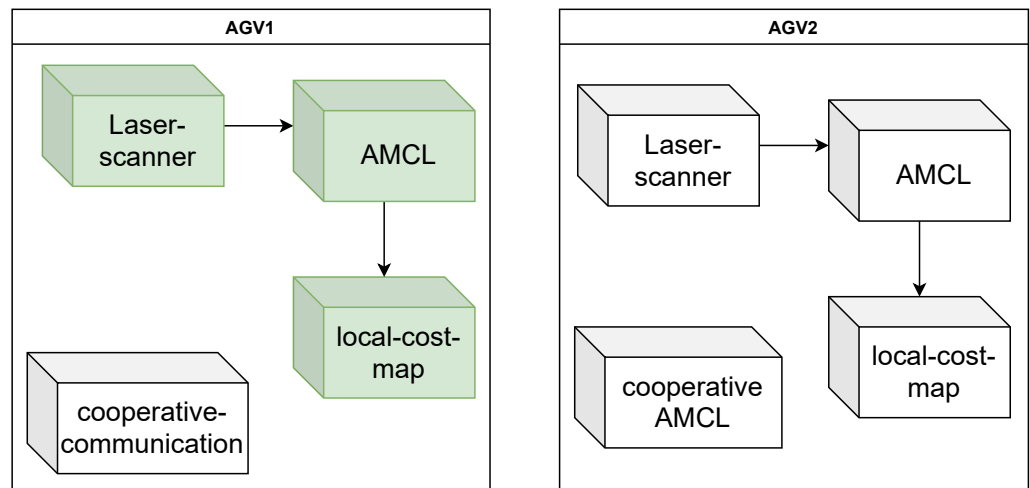 AGV1
Laser-
scanner
AMCL
local-cost-
map
cooperative-
communication
AGV2
Laser-
scanner
AMCL
local-cost-
map
cooperative
AMCL